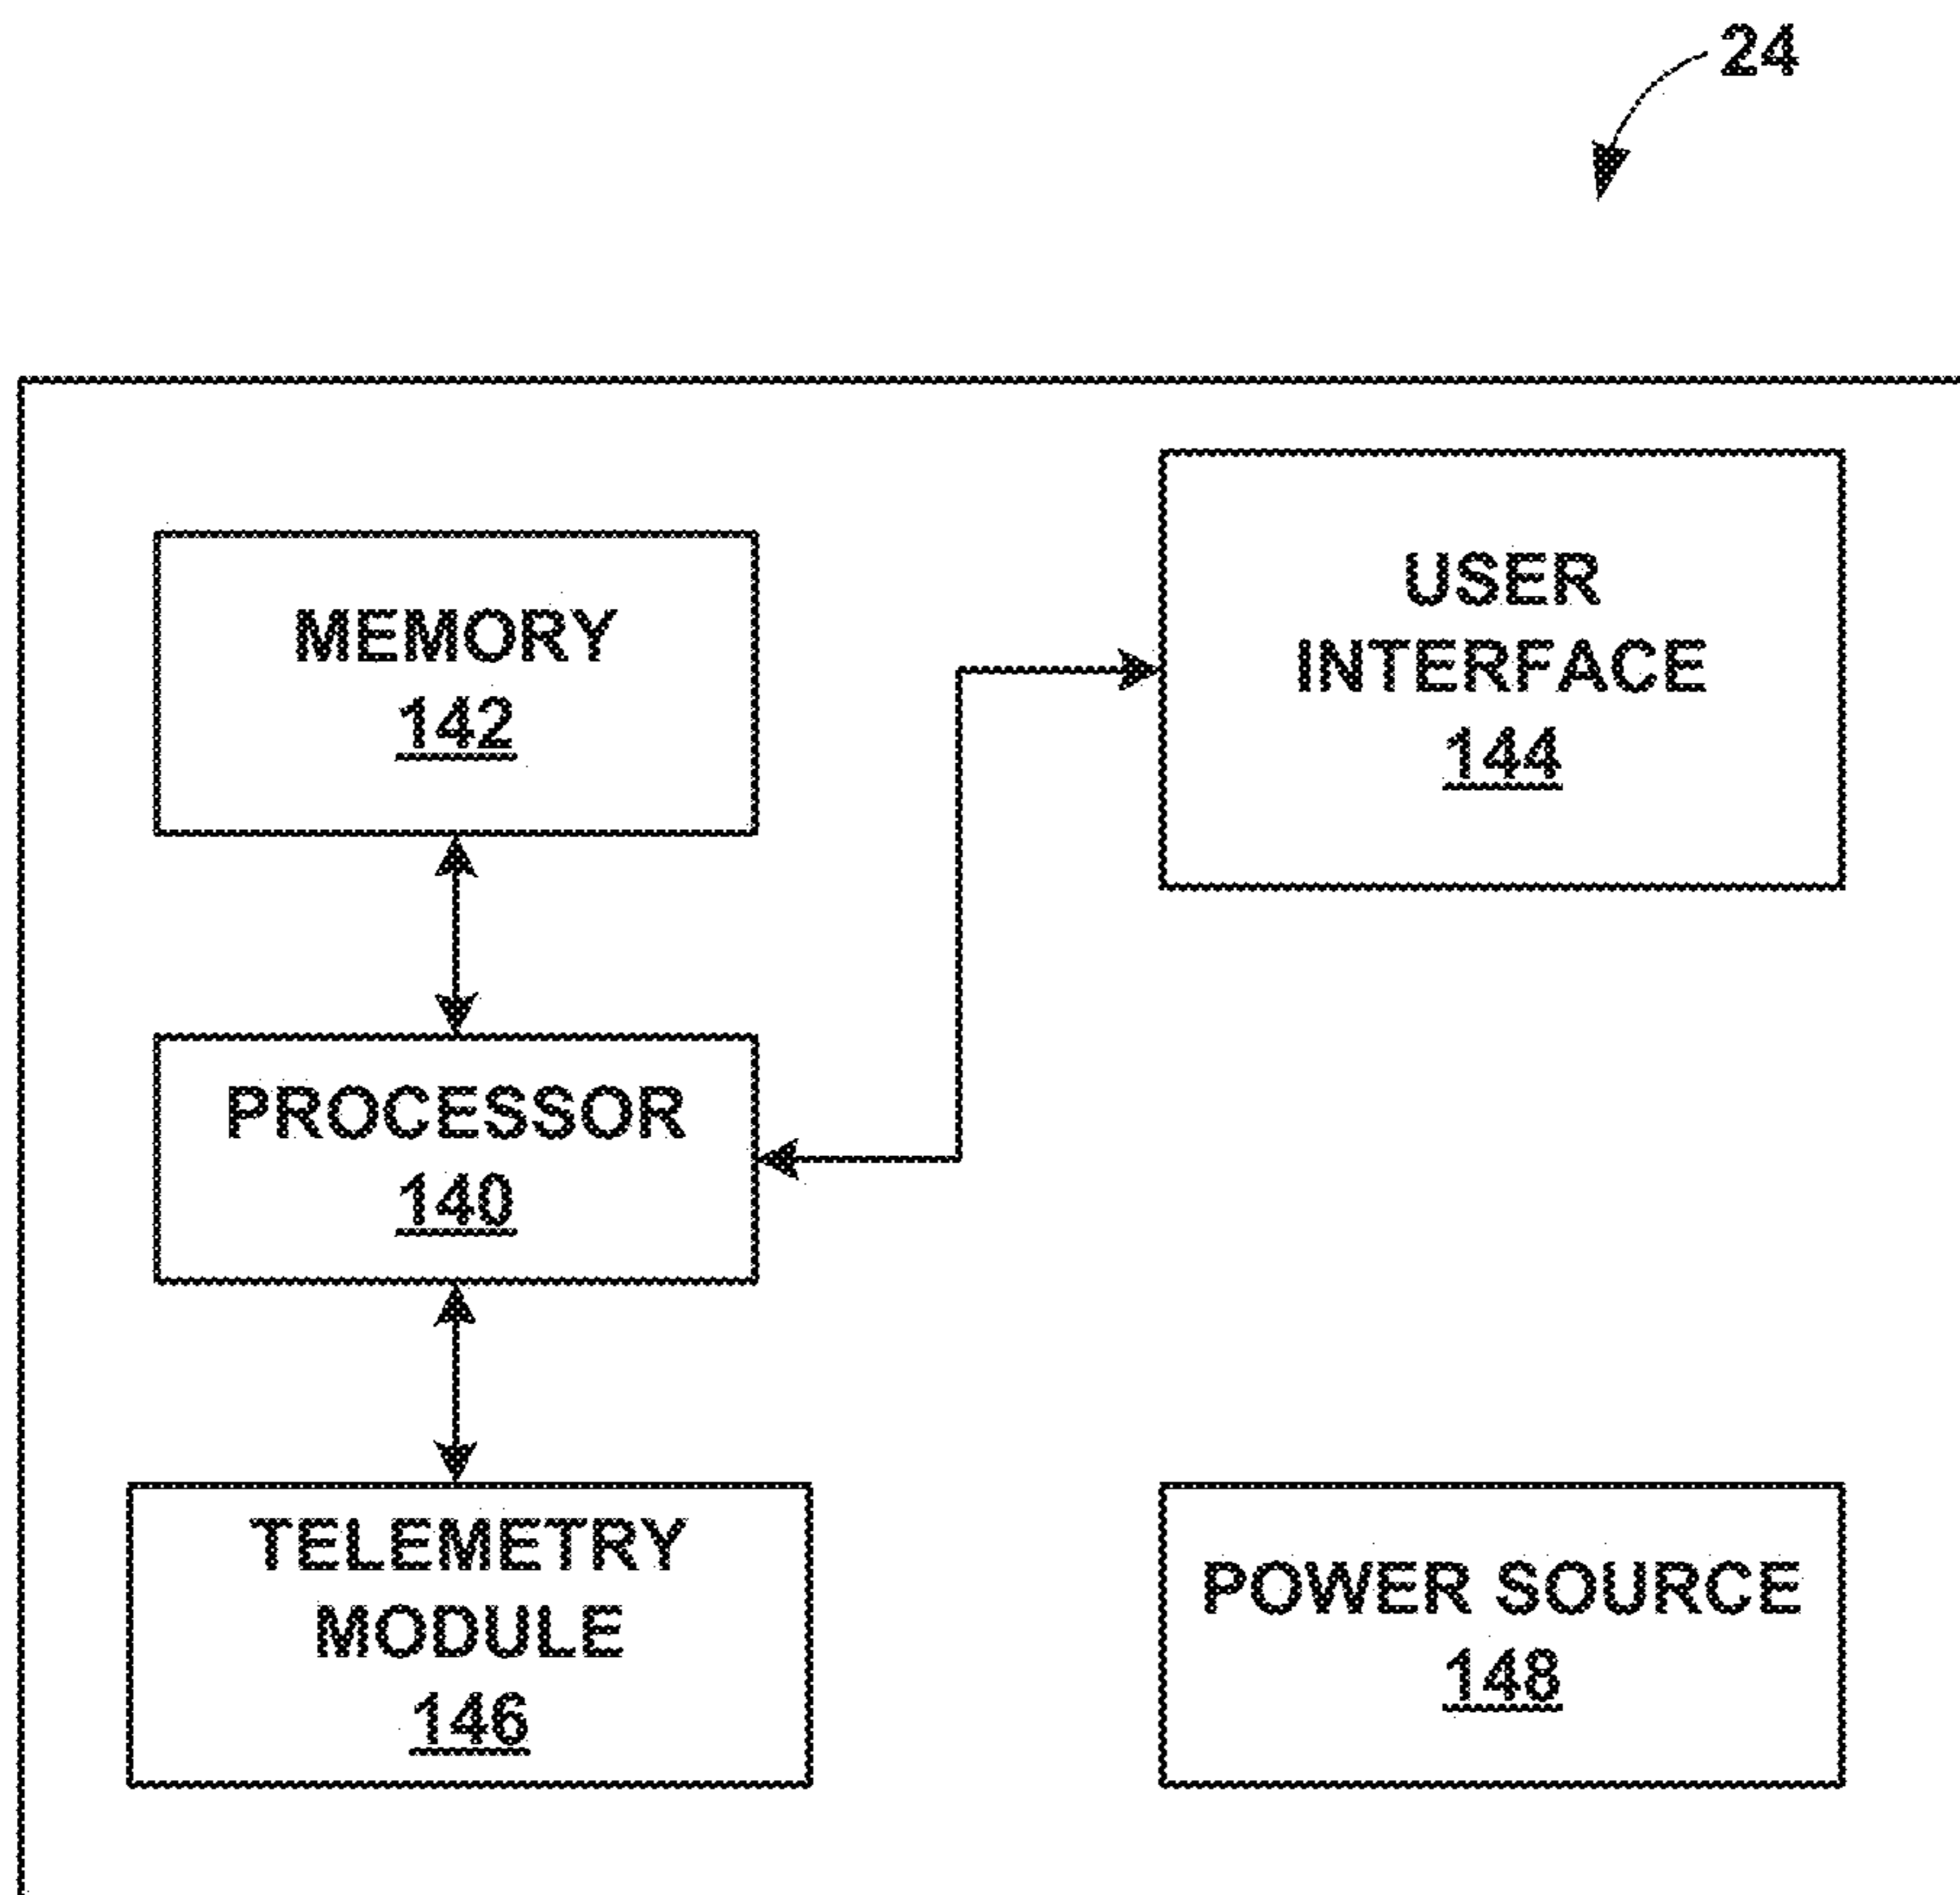 24
MEMORY
142
USER
INTERFACE
144
PROCESSOR
140
TELEMETRY
MODULE
146
POWER SOURCE
148